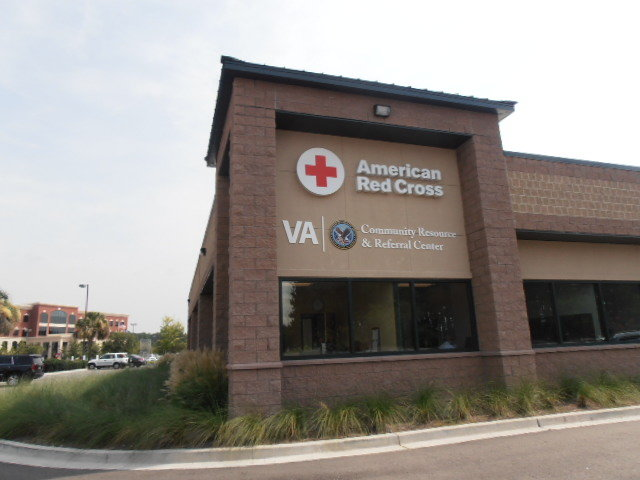 American
Red Cross
VA
Community Resource
& Referral Center